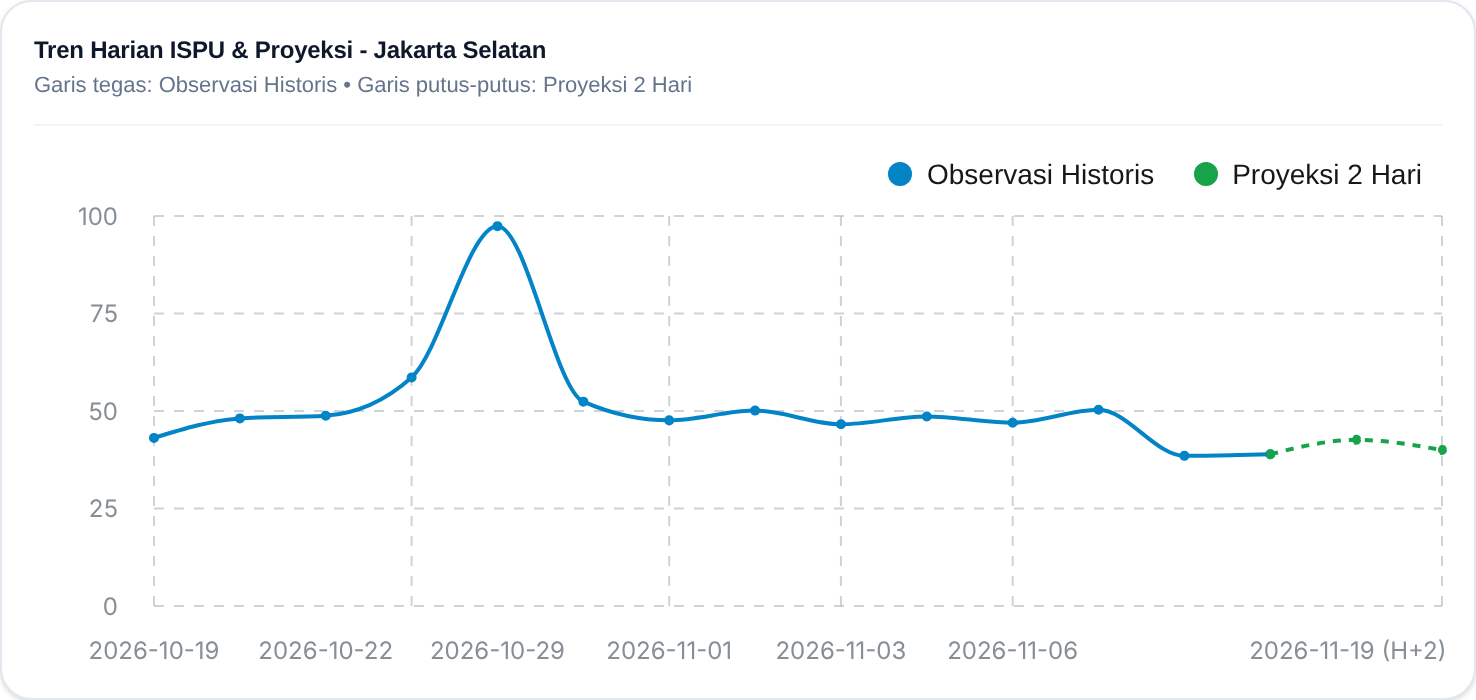 Tren Harian ISPU & Proyeksi - Jakarta Selatan
Garis tegas: Observasi Historis • Garis putus-putus: Proyeksi 2 Hari
Observasi Historis Proyeksi 2 Hari
100
75
50
25
0
2026-10-19 2026-10-22 2026-10-29 2026-11-01 2026-11-03 2026-11-06 2026-11-19 (H+2)